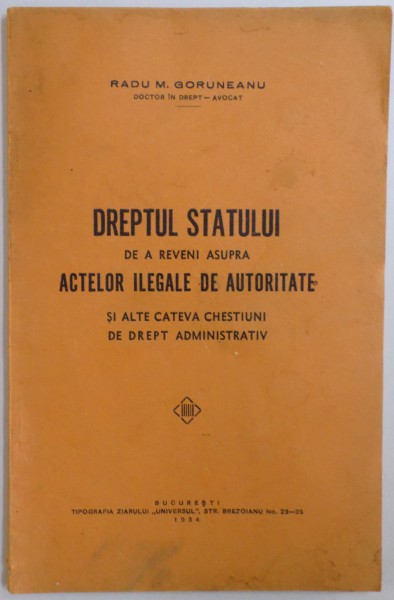 RADU M. GORUNEANU
DOCTOR ÎN DREPT — AVOCAT
DREPTUL STATULUI
DE A REVENI ASUPRA
ACTELOR ILEGALE DE AUTORITATE
ȘI ALTE CATEVA CHESTIUNI
DE DREPT ADMINISTRATIV
BUCUREȘTI
TIPOGRAFIA ZIARULUI „UNIVERSUL”, STR. BREZOIANU No. 23—25
1934